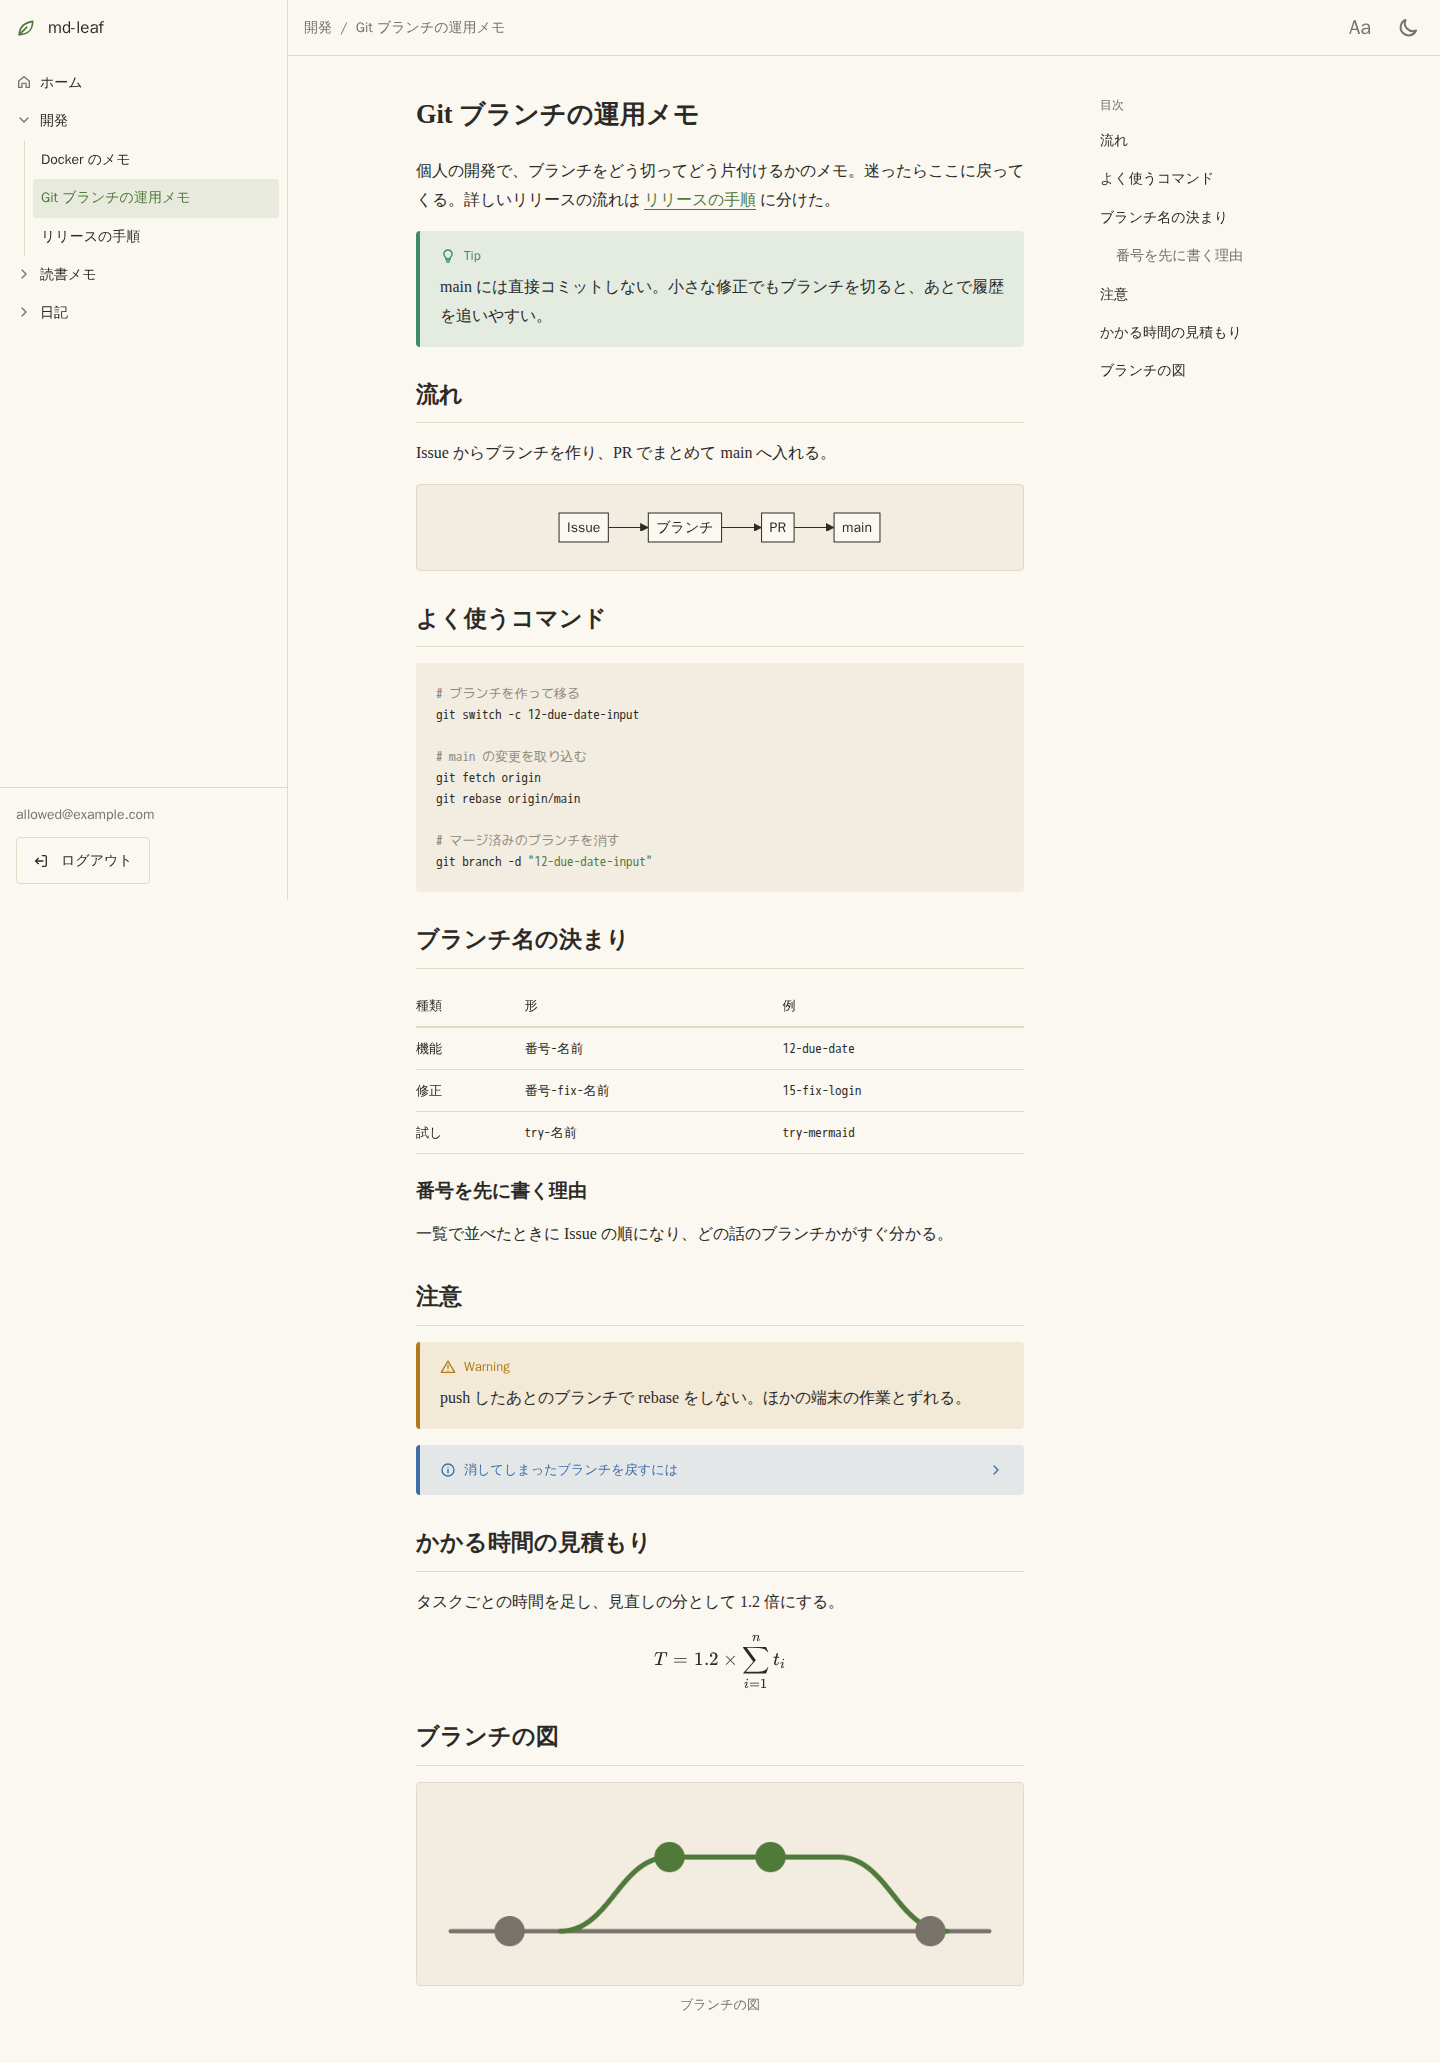 md-leaf
ホーム
開発
Docker のメモ
Git ブランチの運用メモ
リリースの手順
読書メモ
日記
allowed@example.com
ログアウト
開発 / Git ブランチの運用メモ
Aa
Git ブランチの運用メモ
個人の開発で、ブランチをどう切ってどう片付けるかのメモ。迷ったらここに戻って
くる。詳しいリリースの流れは リリースの手順 に分けた。
Tip
main には直接コミットしない。小さな修正でもブランチを切ると、あとで履歴
を追いやすい。
流れ
Issue からブランチを作り、PR でまとめて main へ入れる。
Issue ブランチ PR main
よく使うコマンド
# ブランチを作って移る
git switch -c 12-due-date-input
# main の変更を取り込む
git fetch origin
git rebase origin/main
# マージ済みのブランチを消す
git branch -d "12-due-date-input"
ブランチ名の決まり
種類 形 例
機能 番号-名前 12-due-date
修正 番号-fix-名前 15-fix-login
試し try-名前 try-mermaid
番号を先に書く理由
一覧で並べたときに Issue の順になり、どの話のブランチかがすぐ分かる。
注意
Warning
push したあとのブランチで rebase をしない。ほかの端末の作業とずれる。
消してしまったブランチを戻すには
かかる時間の見積もり
タスクごとの時間を足し、見直しの分として 1.2 倍にする。
T = 1.2 × ∑_{i=1}^{n} t_i
ブランチの図
ブランチの図
目次
流れ
よく使うコマンド
ブランチ名の決まり
番号を先に書く理由
注意
かかる時間の見積もり
ブランチの図